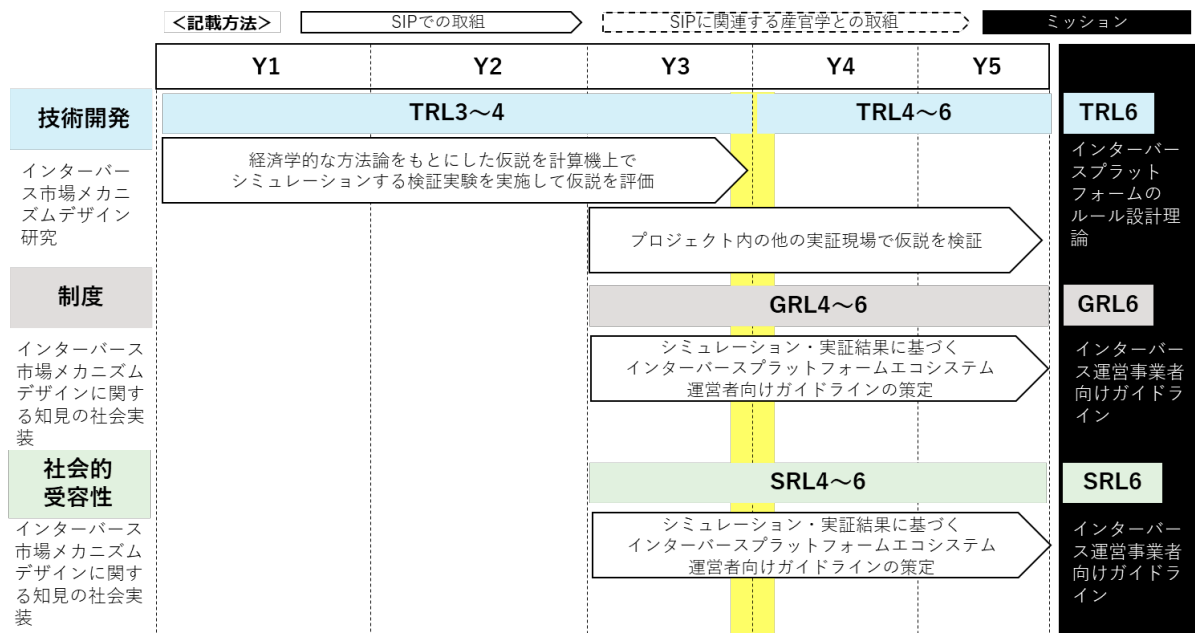 ＜記載方法＞
SIPでの取組
SIPに関連する産官学との取組
ミッション
Y1
Y2
Y3
Y4
Y5
技術開発
TRL3～4
TRL4～6
TRL6
インターバー
ス市場メカニ
ズムデザイン
研究
経済学的な方法論をもとにした仮説を計算機上で
シミュレーションする検証実験を実施して仮説を評価
プロジェクト内の他の実証現場で仮説を検証
インターバー
スプラット
フォームの
ルール設計理
論
制度
GRL4～6
GRL6
インターバース
市場メカニズム
デザインに関す
る知見の社会実
装
シミュレーション・実証結果に基づく
インターバースプラットフォームエコシステム
運営者向けガイドラインの策定
インターバー
ス運営事業者
向けガイドラ
イン
社会的
受容性
SRL4～6
SRL6
インターバース
市場メカニズム
デザインに関す
る知見の社会実
装
シミュレーション・実証結果に基づく
インターバースプラットフォームエコシステム
運営者向けガイドラインの策定
インターバー
ス運営事業者
向けガイドラ
イン